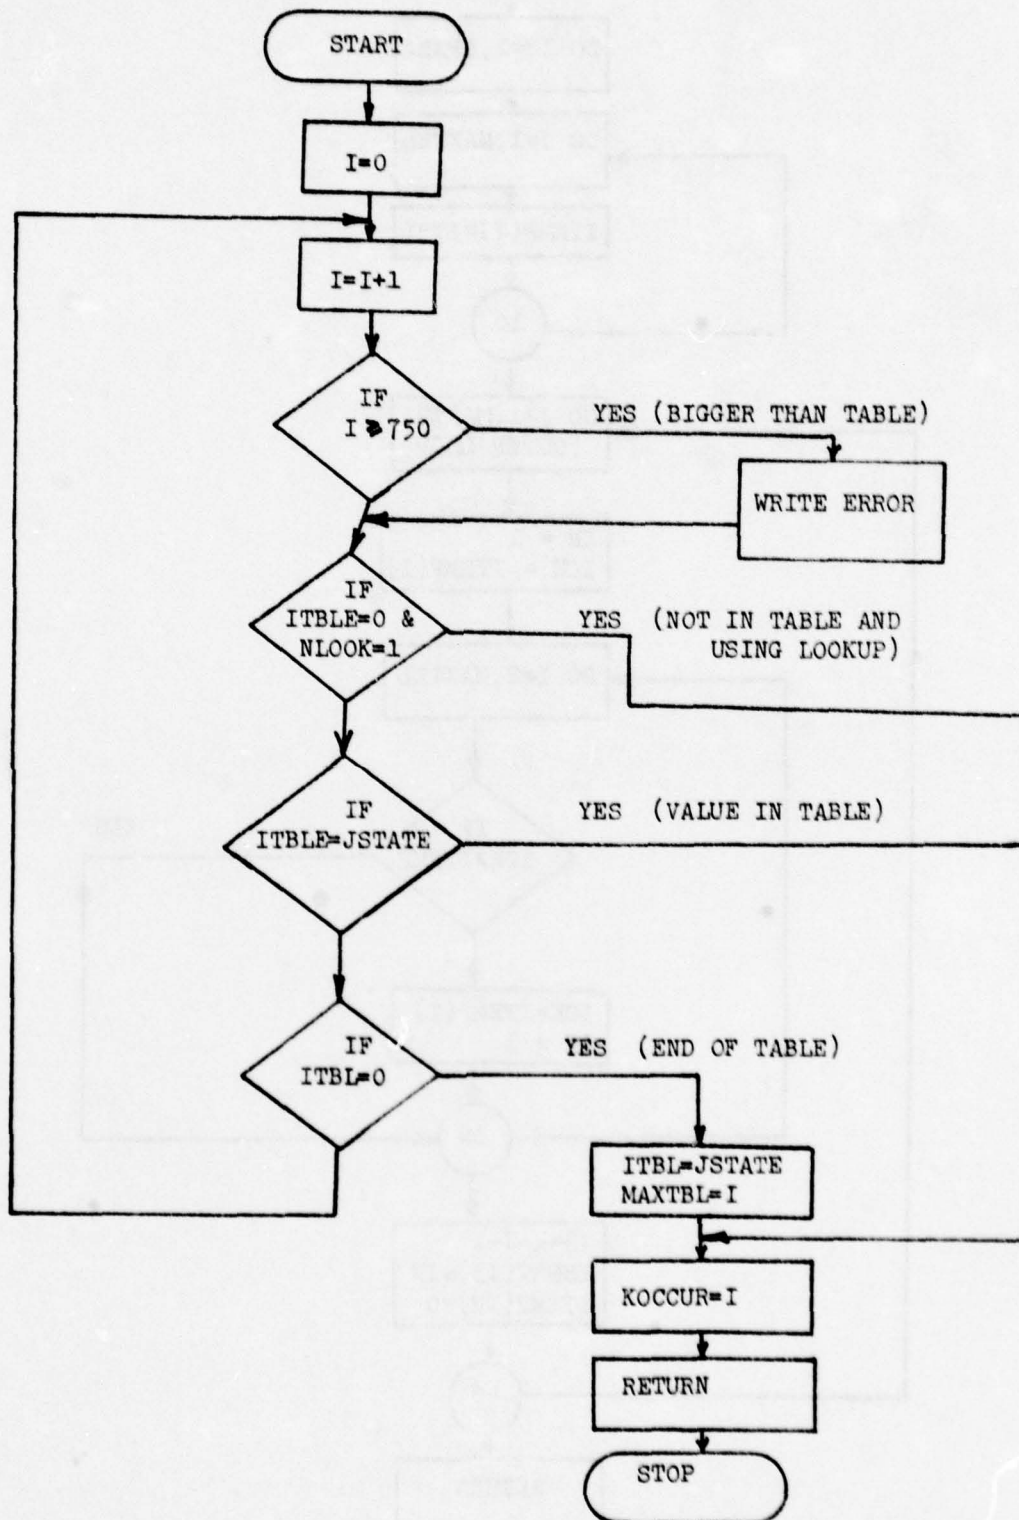 START
I=0
I=I+1
IF
I ≥ 750
YES (BIGGER THAN TABLE)
WRITE ERROR
IF
ITBLE=0 &
NLOOK=1
YES (NOT IN TABLE AND
USING LOOKUP)
IF
ITBLE=JSTATE
YES (VALUE IN TABLE)
IF
ITBL=0
YES (END OF TABLE)
ITBL=JSTATE
MAXTBL=I
KOCCUR=I
RETURN
STOP